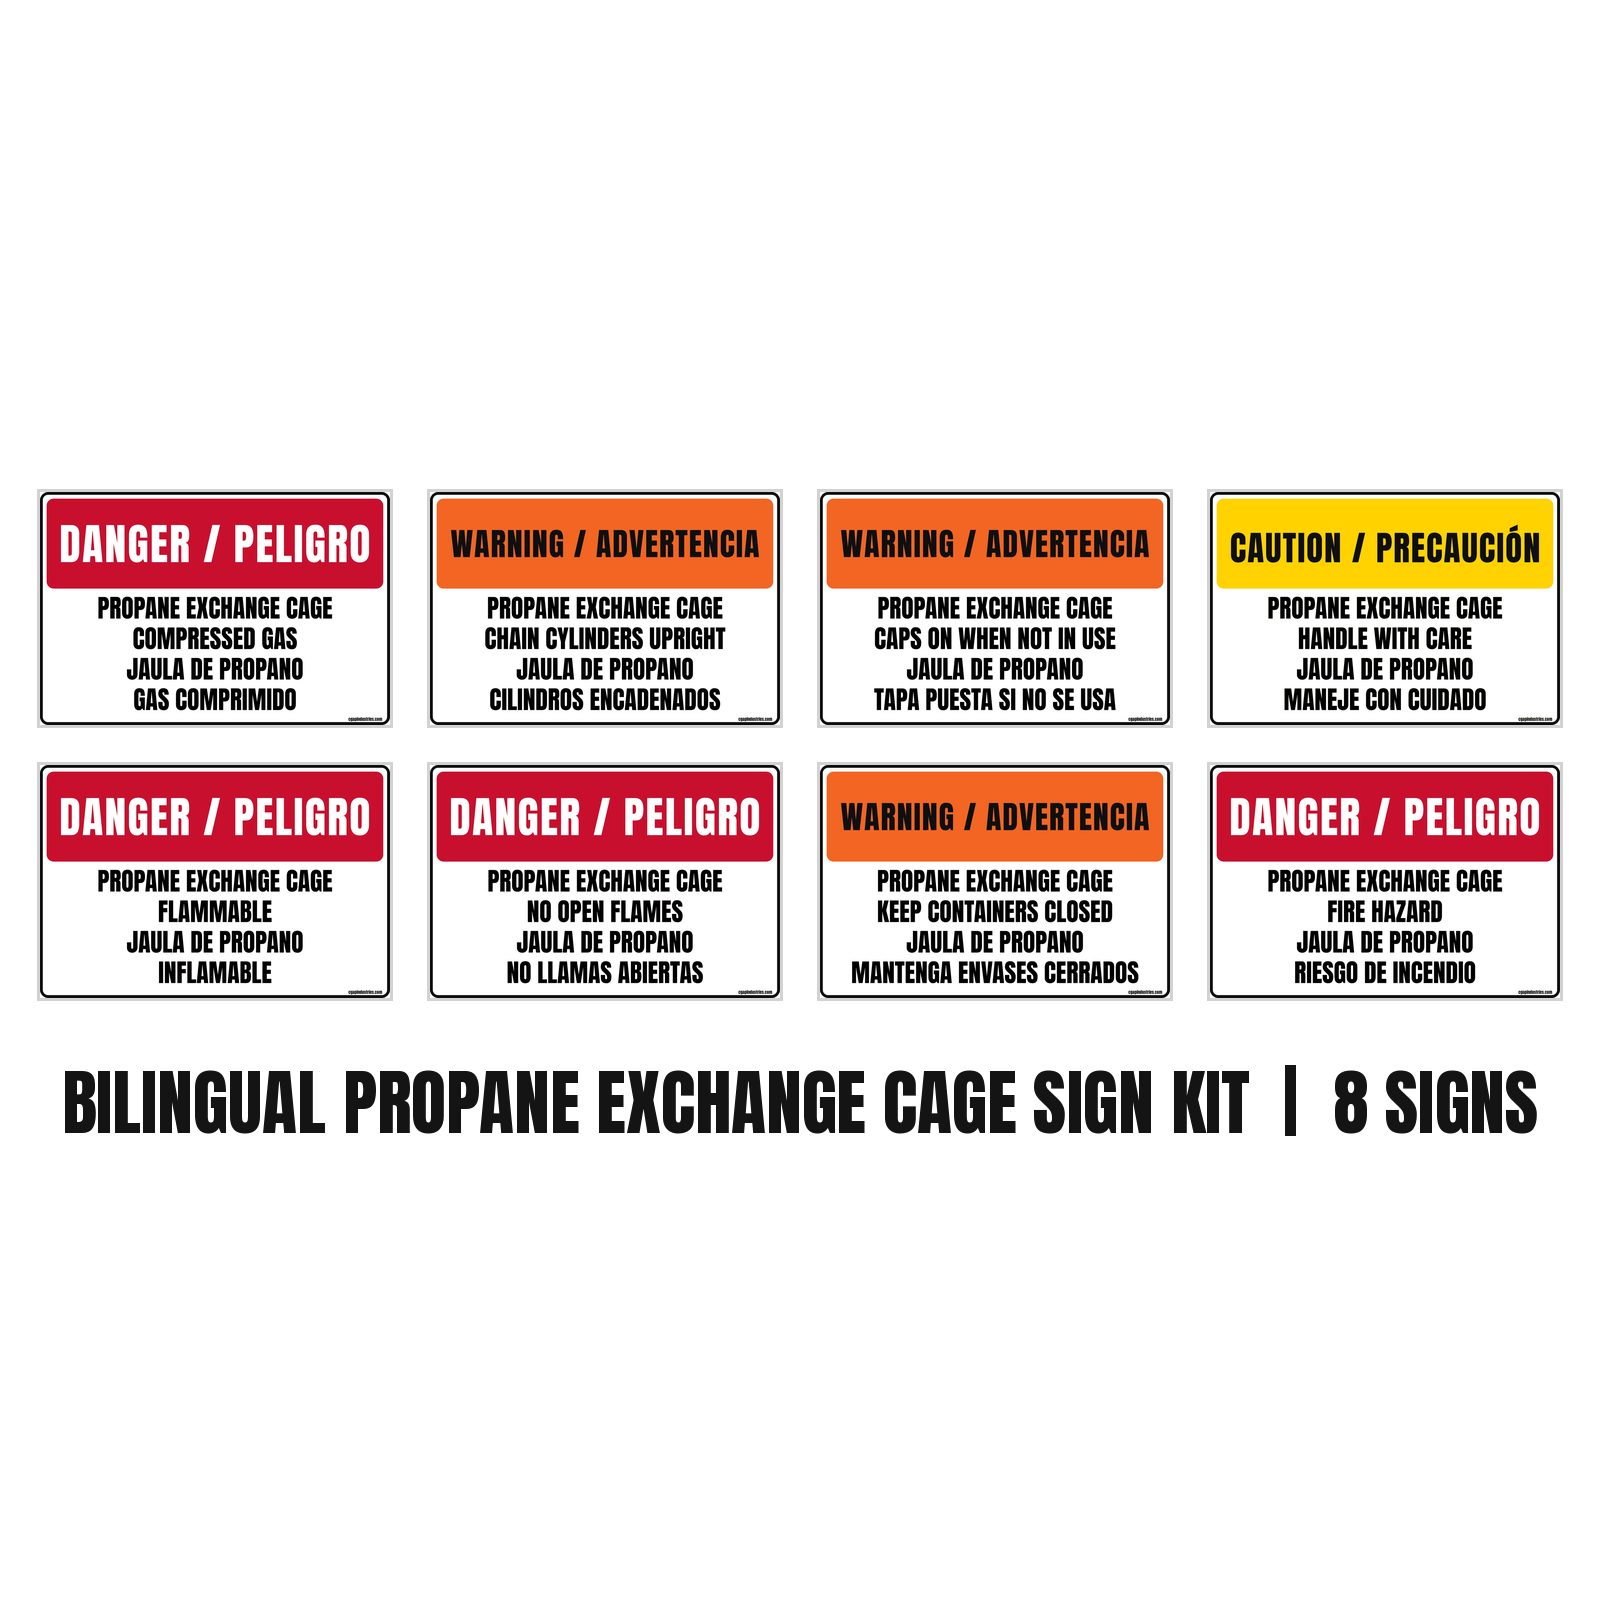 DANGER / PELIGRO
PROPANE EXCHANGE CAGE
COMPRESSED GAS
JAULA DE PROPANO
GAS COMPRIMIDO
WARNING / ADVERTENCIA
PROPANE EXCHANGE CAGE
CHAIN CYLINDERS UPRIGHT
JAULA DE PROPANO
CILINDROS ENCADENADOS
WARNING / ADVERTENCIA
PROPANE EXCHANGE CAGE
CAPS ON WHEN NOT IN USE
JAULA DE PROPANO
TAPA PUESTA SI NO SE USA
CAUTION / PRECAUCIÓN
PROPANE EXCHANGE CAGE
HANDLE WITH CARE
JAULA DE PROPANO
MANEJE CON CUIDADO
DANGER / PELIGRO
PROPANE EXCHANGE CAGE
FLAMMABLE
JAULA DE PROPANO
INFLAMABLE
DANGER / PELIGRO
PROPANE EXCHANGE CAGE
NO OPEN FLAMES
JAULA DE PROPANO
NO LLAMAS ABIERTAS
WARNING / ADVERTENCIA
PROPANE EXCHANGE CAGE
KEEP CONTAINERS CLOSED
JAULA DE PROPANO
MANTENGA ENVASES CERRADOS
DANGER / PELIGRO
PROPANE EXCHANGE CAGE
FIRE HAZARD
JAULA DE PROPANO
RIESGO DE INCENDIO
BILINGUAL PROPANE EXCHANGE CAGE SIGN KIT | 8 SIGNS